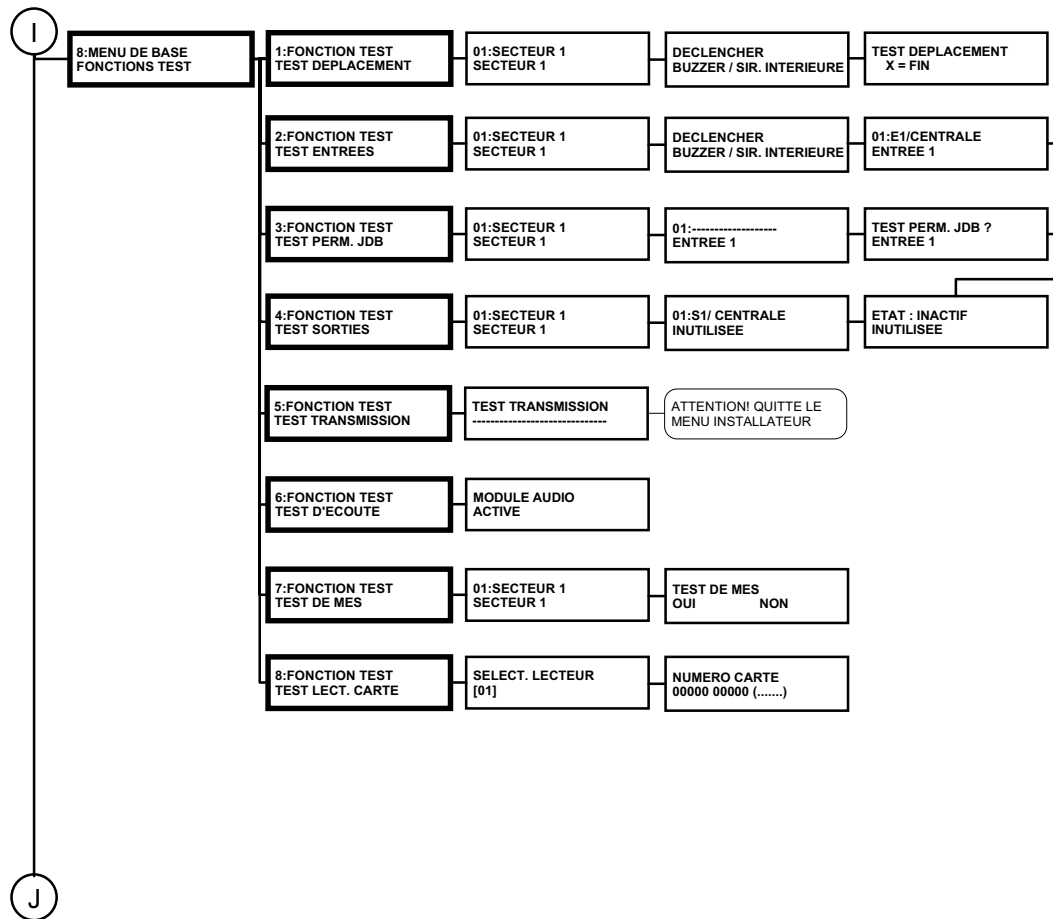 I
8:MENU DE BASE
FONCTIONS TEST
1:FONCTION TEST
TEST DEPLACEMENT
01:SECTEUR 1
SECTEUR 1
DECLENCHER
BUZZER / SIR. INTERIEURE
TEST DEPLACEMENT
X = FIN
2:FONCTION TEST
TEST ENTREES
01:SECTEUR 1
SECTEUR 1
DECLENCHER
BUZZER / SIR. INTERIEURE
01:E1/CENTRALE
ENTREE 1
3:FONCTION TEST
TEST PERM. JDB
01:SECTEUR 1
SECTEUR 1
01:-------------------
ENTREE 1
TEST PERM. JDB ?
ENTREE 1
4:FONCTION TEST
TEST SORTIES
01:SECTEUR 1
SECTEUR 1
01:S1/ CENTRALE
INUTILISEE
ETAT : INACTIF
INUTILISEE
5:FONCTION TEST
TEST TRANSMISSION
TEST TRANSMISSION
------------------------------
ATTENTION! QUITTE LE
MENU INSTALLATEUR
6:FONCTION TEST
TEST D'ECOUTE
MODULE AUDIO
ACTIVE
7:FONCTION TEST
TEST DE MES
01:SECTEUR 1
SECTEUR 1
TEST DE MES
OUI NON
8:FONCTION TEST
TEST LECT. CARTE
SELECT. LECTEUR
[01]
NUMERO CARTE
00000 00000 (.......)
J